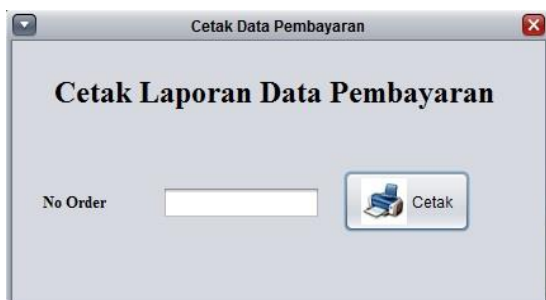 Cetak Data Pembayaran
Cetak Laporan Data Pembayaran
No Order
Cetak